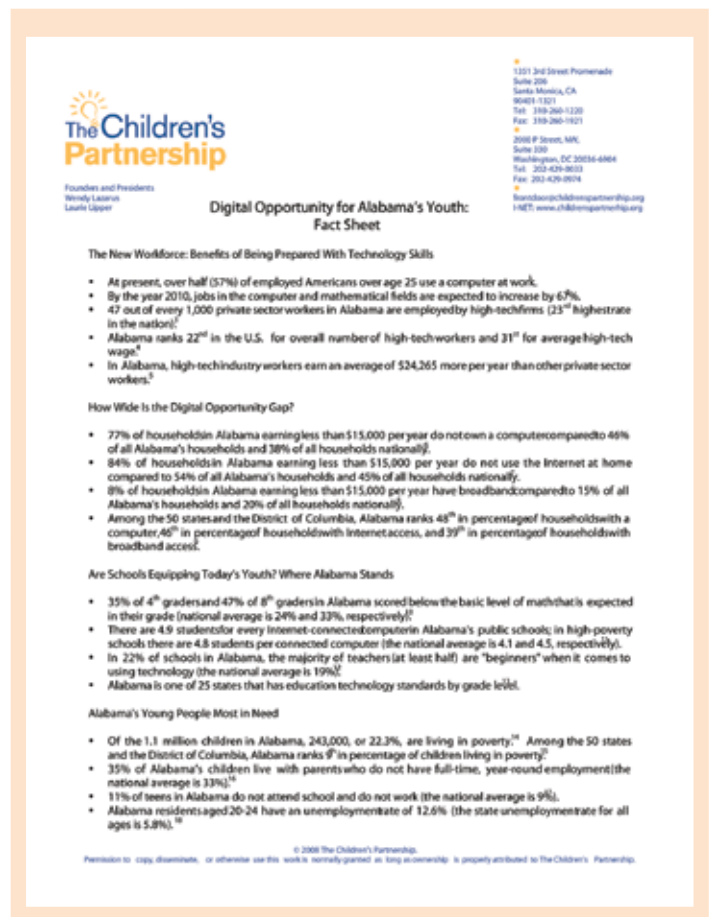 The Children's
Partnership
1351 3rd Street Promenade
Suite 206
Santa Monica, CA
90401-1321
Tel: 310-260-1220
Fax: 310-260-1921
2000 P Street, NW,
Suite 330
Washington, DC 20036-6904
Tel: 202-429-0033
Fax: 202-429-0974
frontdoor@childrenspartnership.org
I-NET: www.childrenspartnership.org
Founders and Presidents
Wendy Lazarus
Laurie Lipper
Digital Opportunity for Alabama's Youth:
Fact Sheet
The New Workforce: Benefits of Being Prepared With Technology Skills
• At present, over half (57%) of employed Americans over age 25 use a computer at work.
• By the year 2010, jobs in the computer and mathematical fields are expected to increase by 67%.
• 47 out of every 1,000 private sector workers in Alabama are employed by high-tech firms (23rd highest rate
in the nation).
• Alabama ranks 22nd in the U.S. for overall number of high-tech workers and 31st for average high-tech
wage.4
• In Alabama, high-tech industry workers earn an average of $24,265 more per year than other private sector
workers.5
How Wide Is the Digital Opportunity Gap?
• 77% of households in Alabama earning less than $15,000 per year do not own a computer compared to 46%
of all Alabama's households and 38% of all households nationally.
• 84% of households in Alabama earning less than $15,000 per year do not use the Internet at home
compared to 54% of all Alabama's households and 45% of all households nationally.
• 8% of households in Alabama earning less than $15,000 per year have broadband compared to 15% of all
Alabama's households and 20% of all households nationally.
• Among the 50 states and the District of Columbia, Alabama ranks 48th in percentage of households with a
computer, 46th in percentage of households with Internet access, and 39th in percentage of households with
broadband access.
Are Schools Equipping Today's Youth? Where Alabama Stands
• 35% of 4th graders and 47% of 8th graders in Alabama scored below the basic level of math that is expected
in their grade (national average is 24% and 33%, respectively).
• There are 4.9 students for every Internet-connected computer in Alabama's public schools; in high-poverty
schools there are 4.8 students per connected computer (the national average is 4.1 and 4.5, respectively).
• In 22% of schools in Alabama, the majority of teachers (at least half) are "beginners" when it comes to
using technology (the national average is 19%).
• Alabama is one of 25 states that has education technology standards by grade level.
Alabama's Young People Most in Need
• Of the 1.1 million children in Alabama, 243,000, or 22.3%, are living in poverty.14 Among the 50 states
and the District of Columbia, Alabama ranks in percentage of children living in poverty.
• 35% of Alabama's children live with parents who do not have full-time, year-round employment (the
national average is 33%).16
• 11% of teens in Alabama do not attend school and do not work (the national average is 9%).
• Alabama residents aged 20-24 have an unemployment rate of 12.6% (the state unemployment rate for all
ages is 5.8%).18
© 2008 The Children's Partnership.
Permission to copy, disseminate, or otherwise use this work is normally granted as long as ownership is properly attributed to The Children's Partnership.